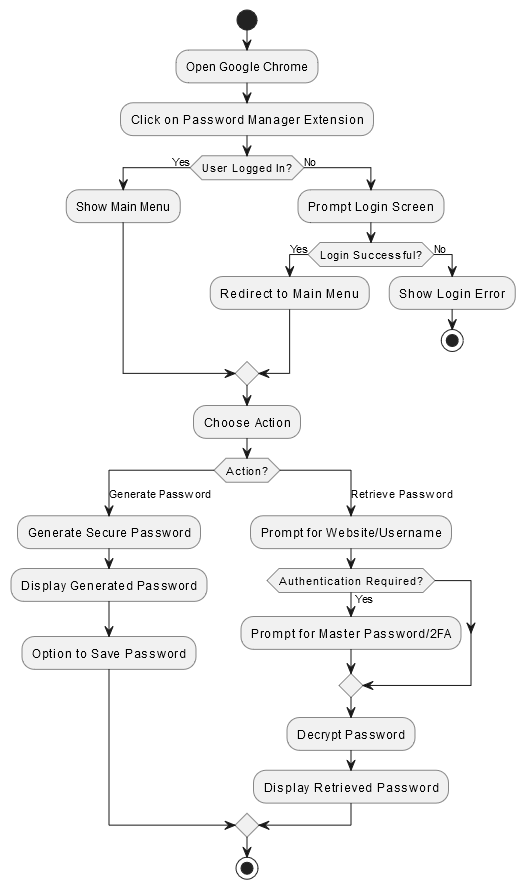 Open Google Chrome
Click on Password Manager Extension
User Logged In?
Yes
No
Show Main Menu
Prompt Login Screen
Login Successful?
Yes
No
Redirect to Main Menu
Show Login Error
Choose Action
Action?
Generate Password
Retrieve Password
Generate Secure Password
Prompt for Website/Username
Display Generated Password
Authentication Required?
Yes
Option to Save Password
Prompt for Master Password/2FA
Decrypt Password
Display Retrieved Password